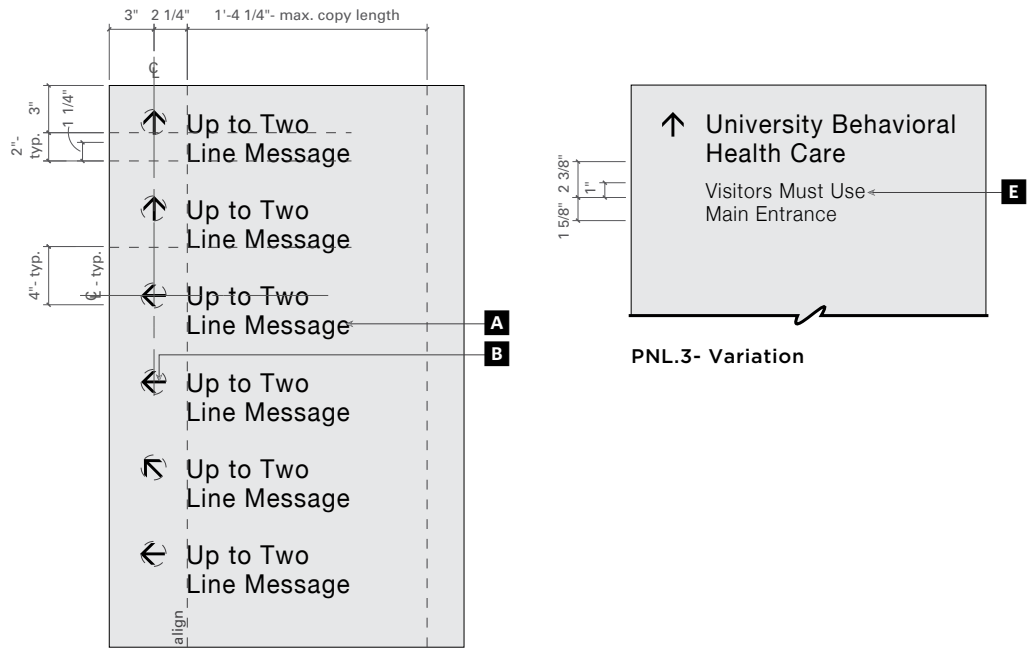 3" 2 1/4" 1'-4 1/4"- max. copy length
℄
3"
1 1/4"
2"-
typ.
4"- typ.
℄ - typ.
Up to Two
Line Message
Up to Two
Line Message
Up to Two
Line Message
A
B
Up to Two
Line Message
Up to Two
Line Message
Up to Two
Line Message
align
University Behavioral
Health Care
Visitors Must Use
Main Entrance
2 3/8"
1"
1 5/8"
E
PNL.3- Variation